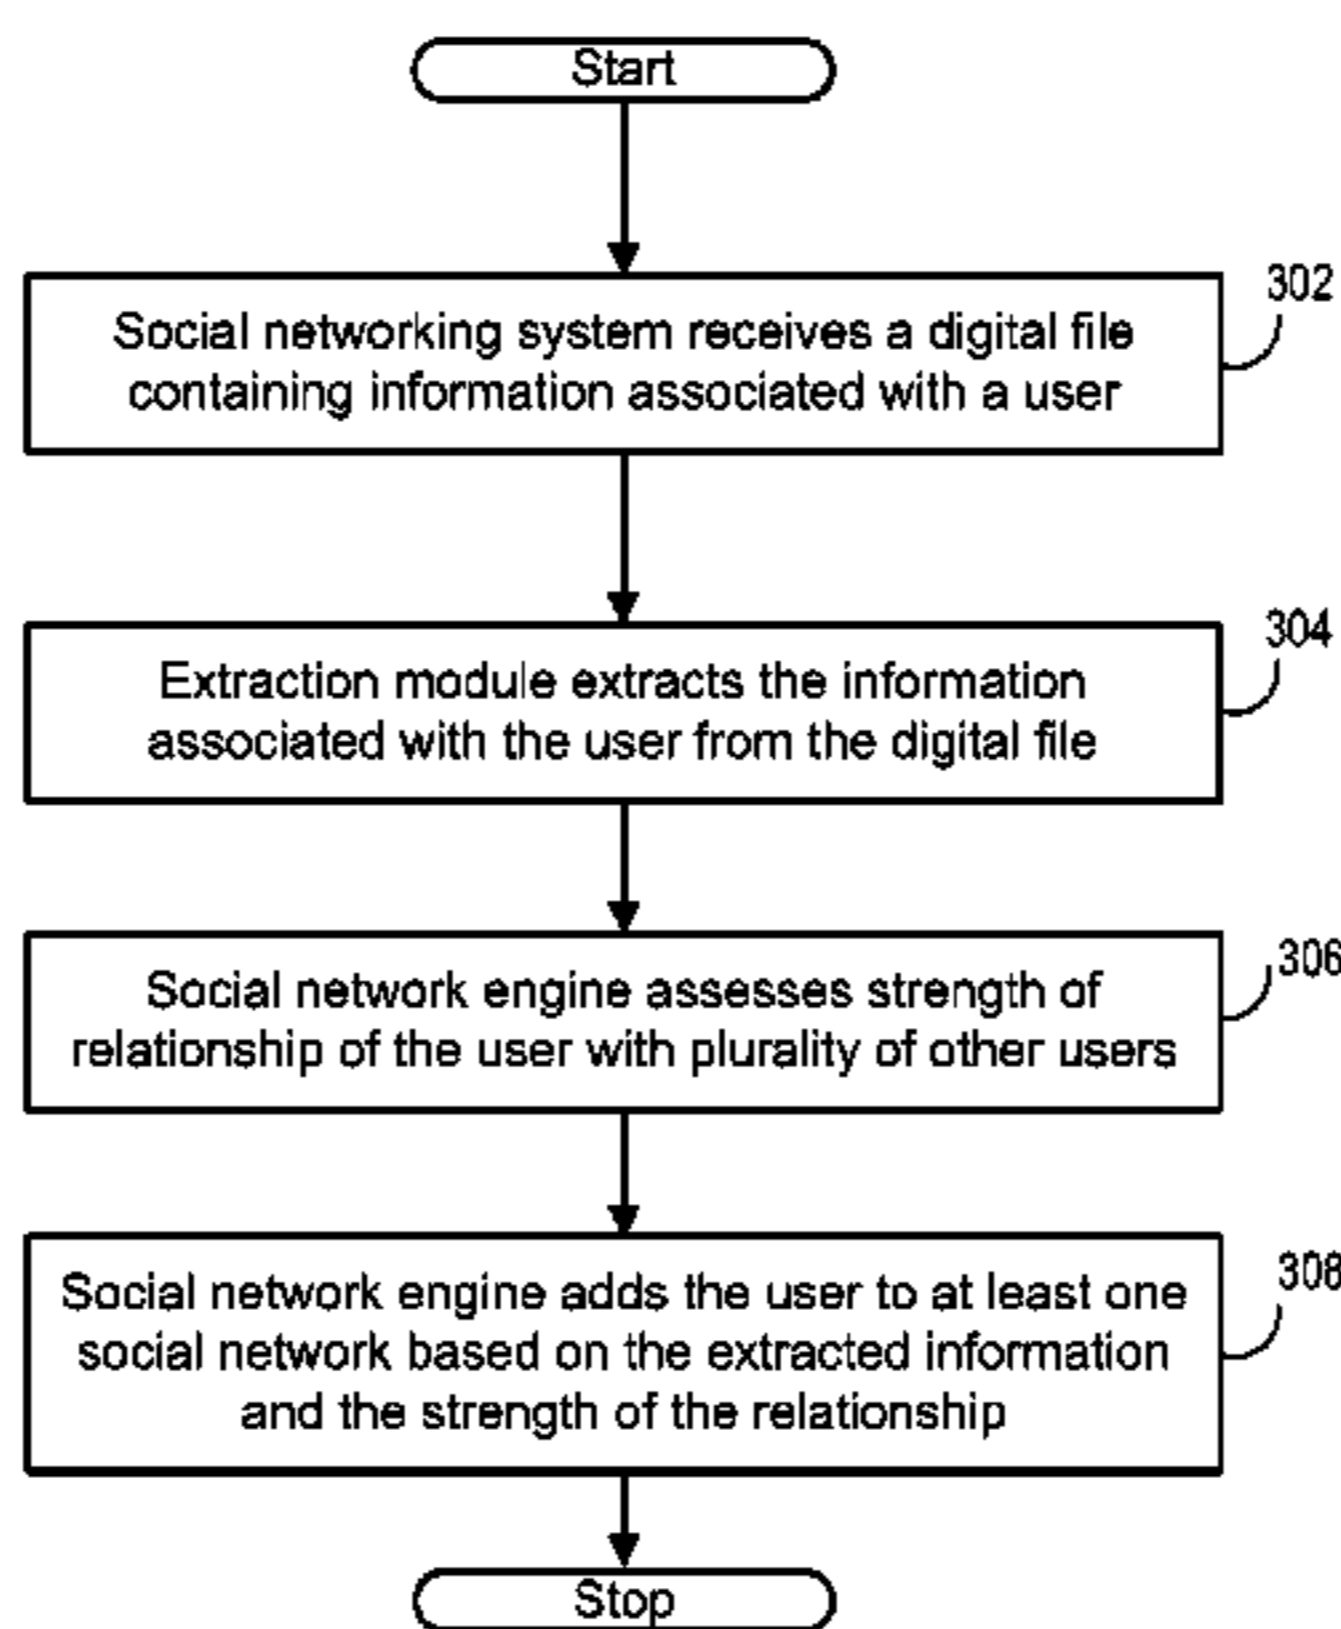 Start
302
Social networking system receives a digital file
containing information associated with a user
304
Extraction module extracts the information
associated with the user from the digital file
306
Social network engine assesses strength of
relationship of the user with plurality of other users
308
Social network engine adds the user to at least one
social network based on the extracted information
and the strength of the relationship
Stop